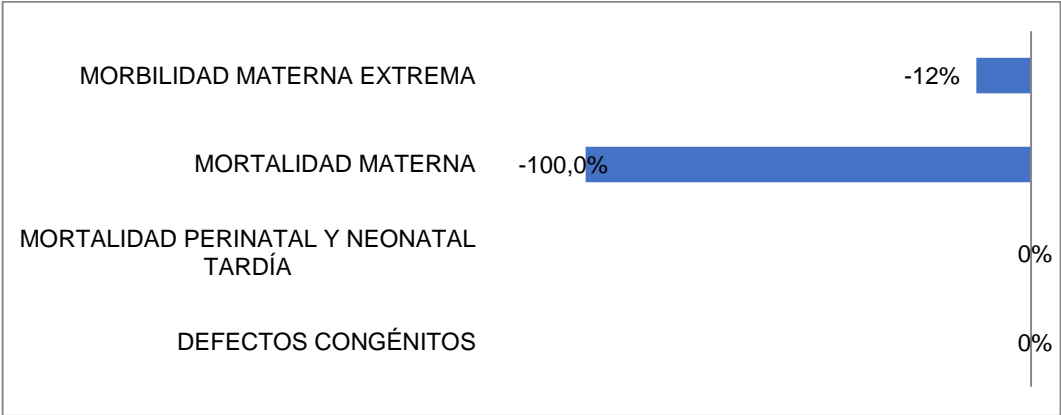 MORBILIDAD MATERNA EXTREMA
-12%
MORTALIDAD MATERNA
-100,0%
MORTALIDAD PERINATAL Y NEONATAL
TARDÍA
0%
DEFECTOS CONGÉNITOS
0%